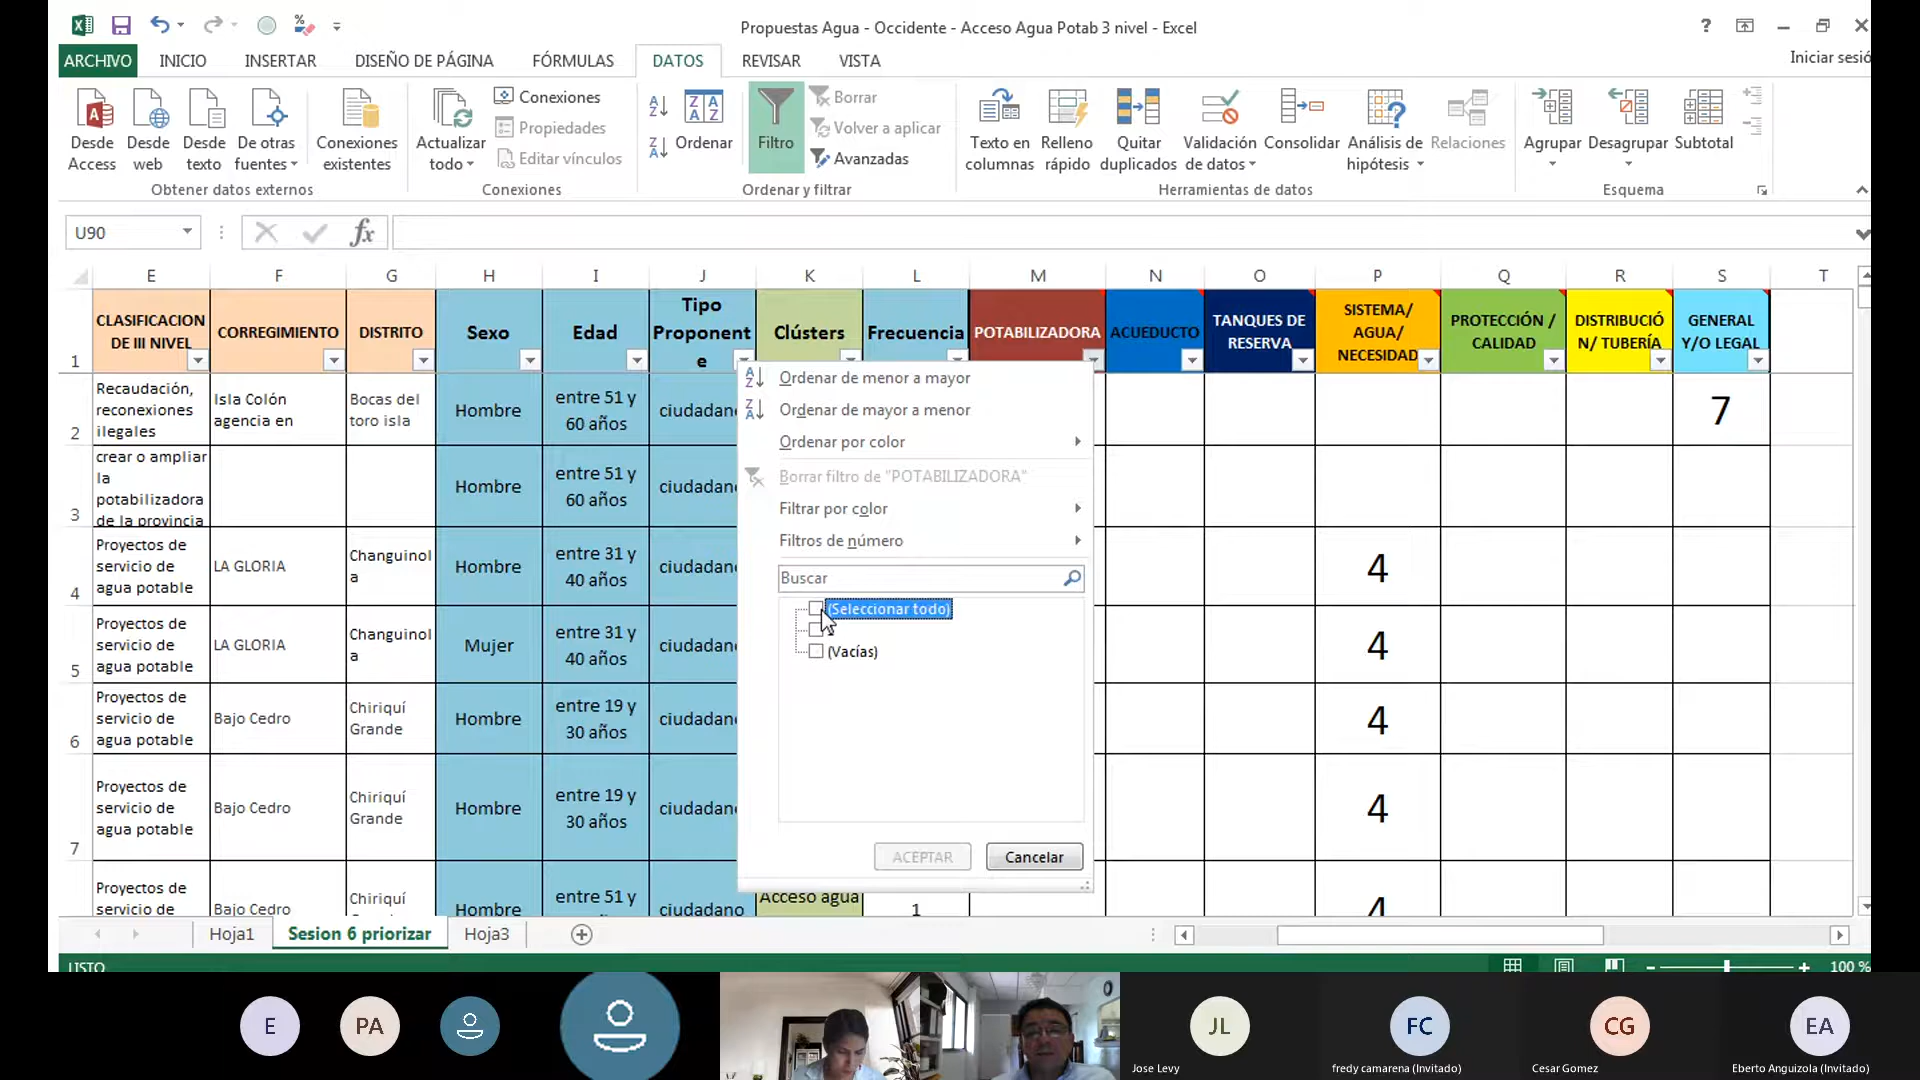 Propuestas Agua - Occidente - Acceso Agua Potab 3 nivel - Excel
ARCHIVO INICIO INSERTAR DISEÑO DE PÁGINA FÓRMULAS DATOS REVISAR VISTA Iniciar sesió
Desde Access
Desde web
Desde texto
De otras fuentes
Conexiones existentes
Obtener datos externos
Actualizar todo
Conexiones
Propiedades
Editar vínculos
Conexiones
Ordenar
Filtro
Borrar
Volver a aplicar
Avanzadas
Ordenar y filtrar
Texto en columnas
Relleno rápido
Quitar duplicados
Validación de datos
Consolidar
Análisis de hipótesis
Relaciones
Herramientas de datos
Agrupar
Desagrupar
Subtotal
Esquema
U90
fx
E F G H I J K L M N O P Q R S T
1
CLASIFICACION DE III NIVEL
CORREGIMIENTO
DISTRITO
Sexo
Edad
Tipo Proponent e
Clústers
Frecuencia
POTABILIZADORA
ACUEDUCTO
TANQUES DE RESERVA
SISTEMA/ AGUA/ NECESIDAD
PROTECCIÓN / CALIDAD
DISTRIBUCIÓ N/ TUBERÍA
GENERAL Y/O LEGAL
2 Recaudación, reconexiones ilegales Isla Colón agencia en Bocas del toro isla Hombre entre 51 y 60 años ciudadan 7
3 crear o ampliar la potabilizadora de la provincia Hombre entre 51 y 60 años ciudadan
4 Proyectos de servicio de agua potable LA GLORIA Changuinol a Hombre entre 31 y 40 años ciudadan 4
5 Proyectos de servicio de agua potable LA GLORIA Changuinol a Mujer entre 31 y 40 años ciudadan 4
6 Proyectos de servicio de agua potable Bajo Cedro Chiriquí Grande Hombre entre 19 y 30 años ciudadan 4
7 Proyectos de servicio de agua potable Bajo Cedro Chiriquí Grande Hombre entre 19 y 30 años ciudadan 4
Proyectos de servicio de Bajo Cedro Chiriquí Hombre entre 51 y ciudadano Acceso agua 1 4
Ordenar de menor a mayor
Ordenar de mayor a menor
Ordenar por color
Borrar filtro de "POTABILIZADORA"
Filtrar por color
Filtros de número
Buscar
(Seleccionar todo)
(Vacías)
ACEPTAR Cancelar
Hoja1 Sesion 6 priorizar Hoja3
LISTO 100 %
E PA JL FC CG EA
Jose Levy fredy camarena (Invitado) Cesar Gomez Eberto Anguizola (Invitado)